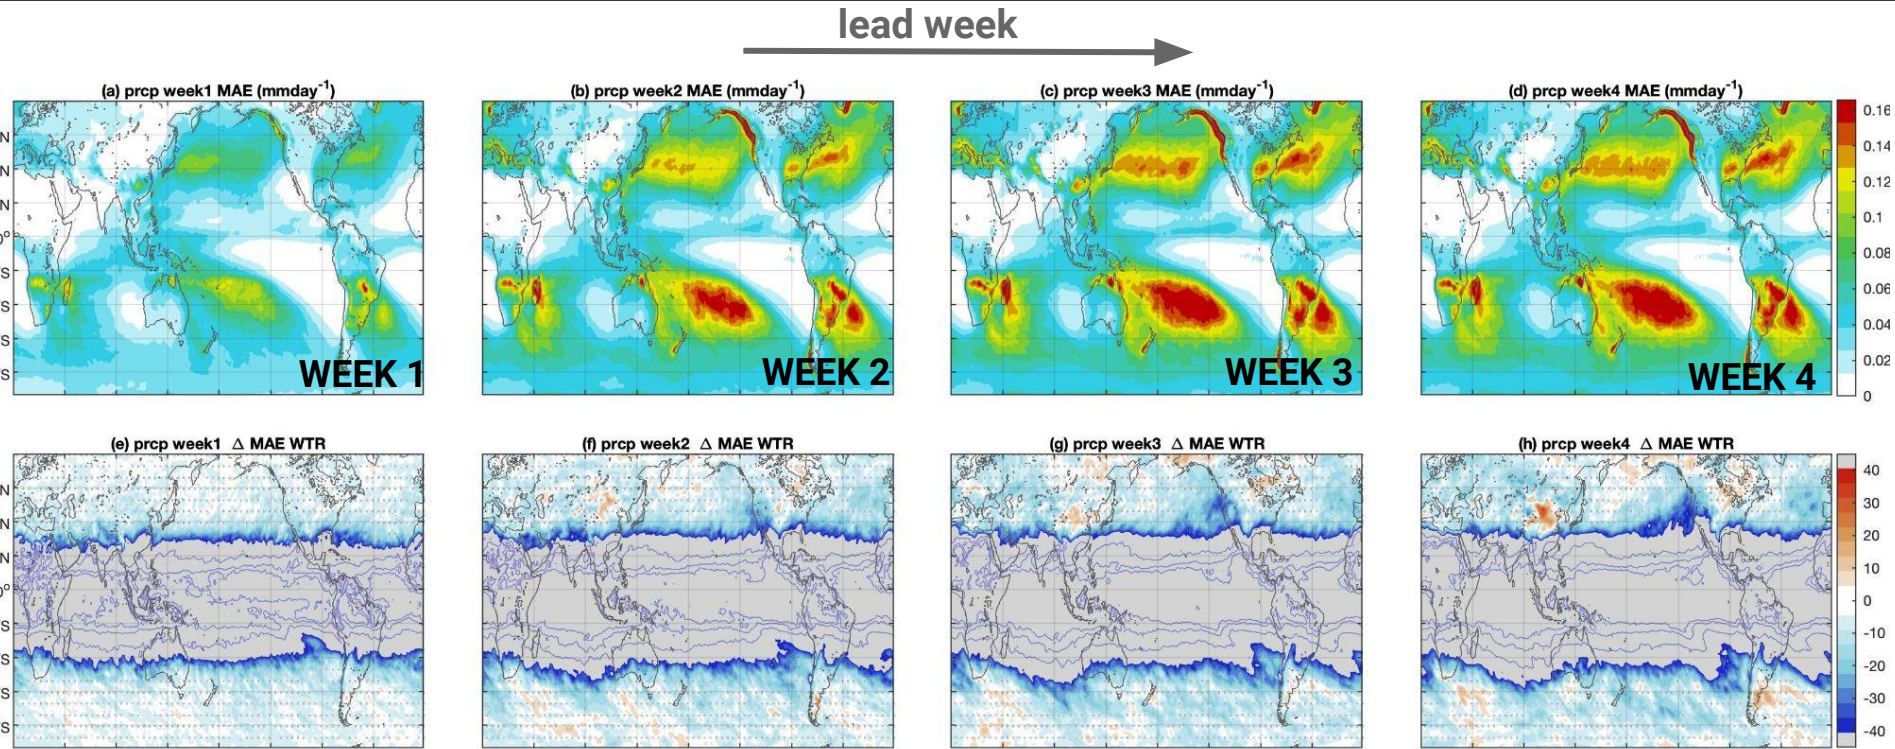 lead week
(a) prcp week1 MAE (mmday⁻¹)
(b) prcp week2 MAE (mmday⁻¹)
(c) prcp week3 MAE (mmday⁻¹)
(d) prcp week4 MAE (mmday⁻¹)
N
N
N
0°
S
S
S
S
WEEK 1
WEEK 2
WEEK 3
WEEK 4
0.16
0.14
0.12
0.1
0.08
0.06
0.04
0.02
0
(e) prcp week1 Δ MAE WTR
(f) prcp week2 Δ MAE WTR
(g) prcp week3 Δ MAE WTR
(h) prcp week4 Δ MAE WTR
N
N
N
0°
S
S
S
S
40
30
20
10
0
-10
-20
-30
-40